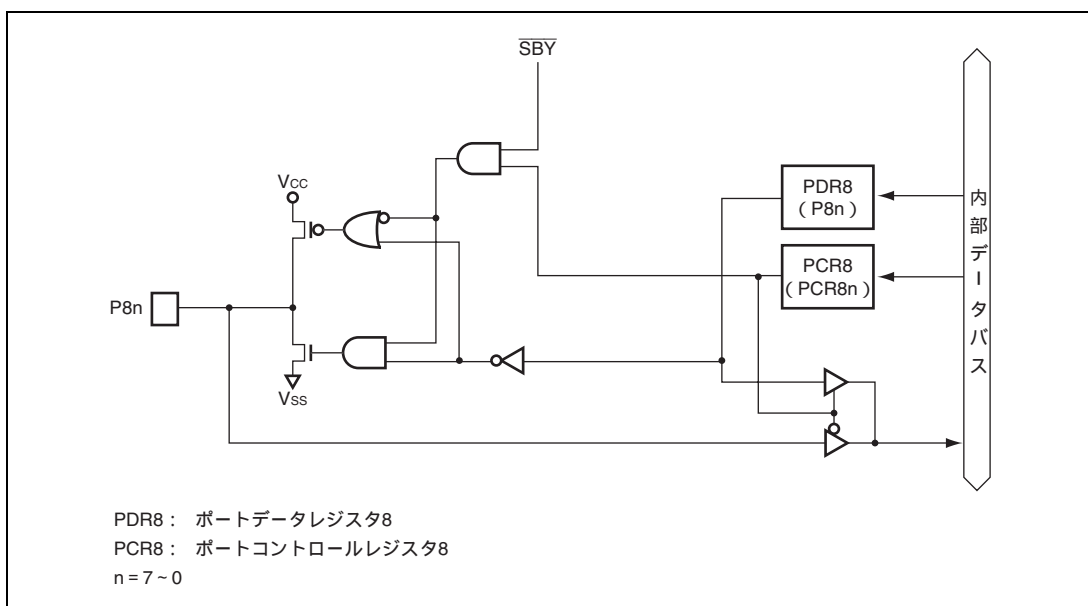 SBY
VCC
PDR8
(P8n)
内部データバス
PCR8
(PCR8n)
P8n
VSS
PDR8: ポートデータレジスタ8
PCR8: ポートコントロールレジスタ8
n = 7~0